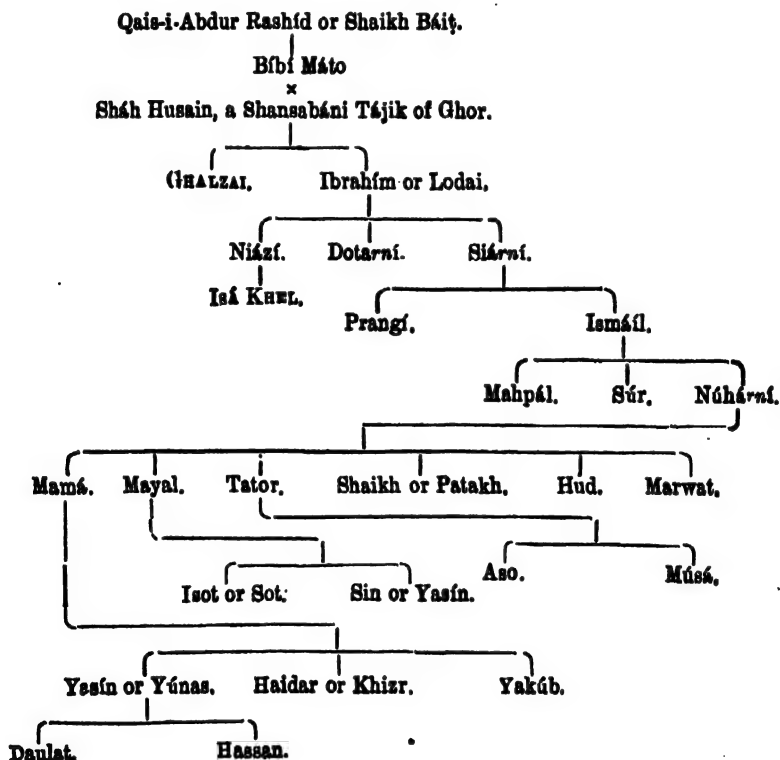 Qais-i-Abdur Rashíd or Shaikh Báiṭ.
Bíbí Máto
×
Sháh Husain, a Shansabáni Tájik of Ghor.
GHALZAI. Ibrahím or Lodai.
Niází. Dotarní. Siární.
ISÁ KHEL. Prangí. Ismáíl.
Mahpál. Súr. Núhární.
Mamá. Mayal. Tator. Shaikh or Patakh. Hud. Marwat.
Isot or Sot. Sin or Yasín. Aso. Músá.
Yasín or Yúnas. Haidar or Khizr. Yakúb.
Daulat. Hassan.